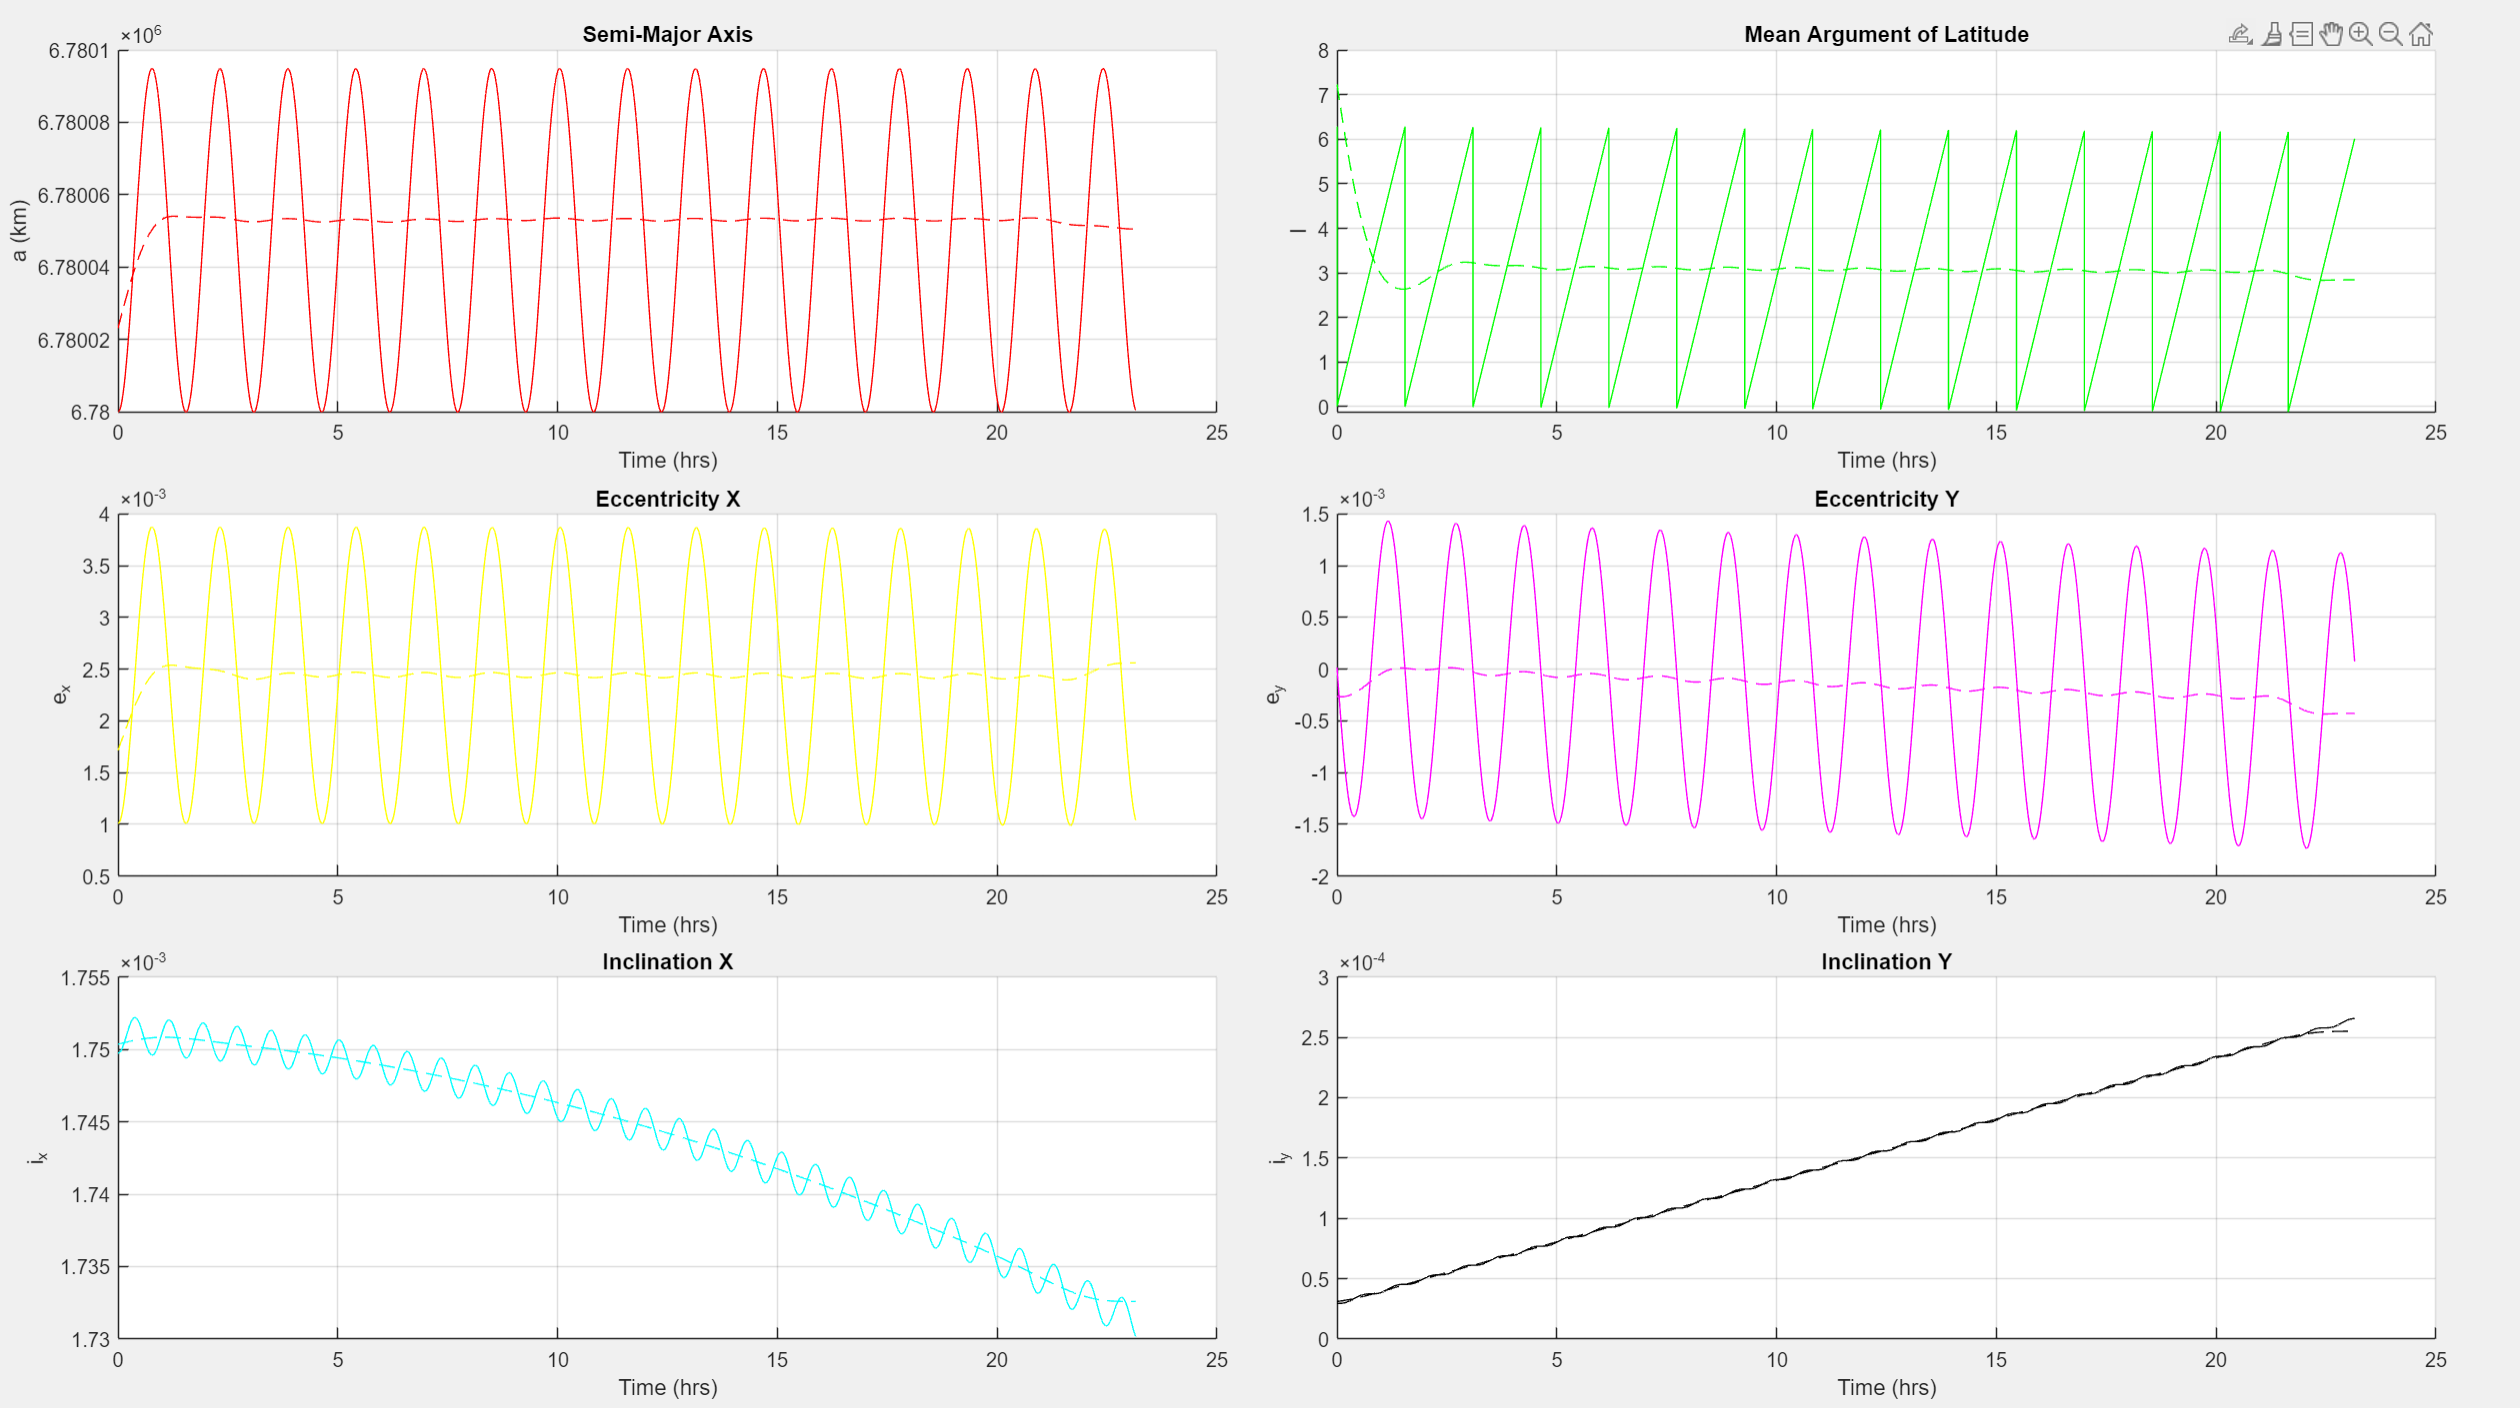 Semi-Major Axis
×10^6
6.7801
6.78008
6.78006
6.78004
6.78002
6.78
a (km)
0 5 10 15 20 25
Time (hrs)
Mean Argument of Latitude
8
7
6
5
4
3
2
1
0
l
0 5 10 15 20 25
Time (hrs)
Eccentricity X
×10^-3
4
3.5
3
2.5
2
1.5
1
0.5
e_x
0 5 10 15 20 25
Time (hrs)
Eccentricity Y
×10^-3
1.5
1
0.5
0
-0.5
-1
-1.5
-2
e_y
0 5 10 15 20 25
Time (hrs)
Inclination X
×10^-3
1.755
1.75
1.745
1.74
1.735
1.73
i_x
0 5 10 15 20 25
Time (hrs)
Inclination Y
×10^-4
3
2.5
2
1.5
1
0.5
0
i_y
0 5 10 15 20 25
Time (hrs)